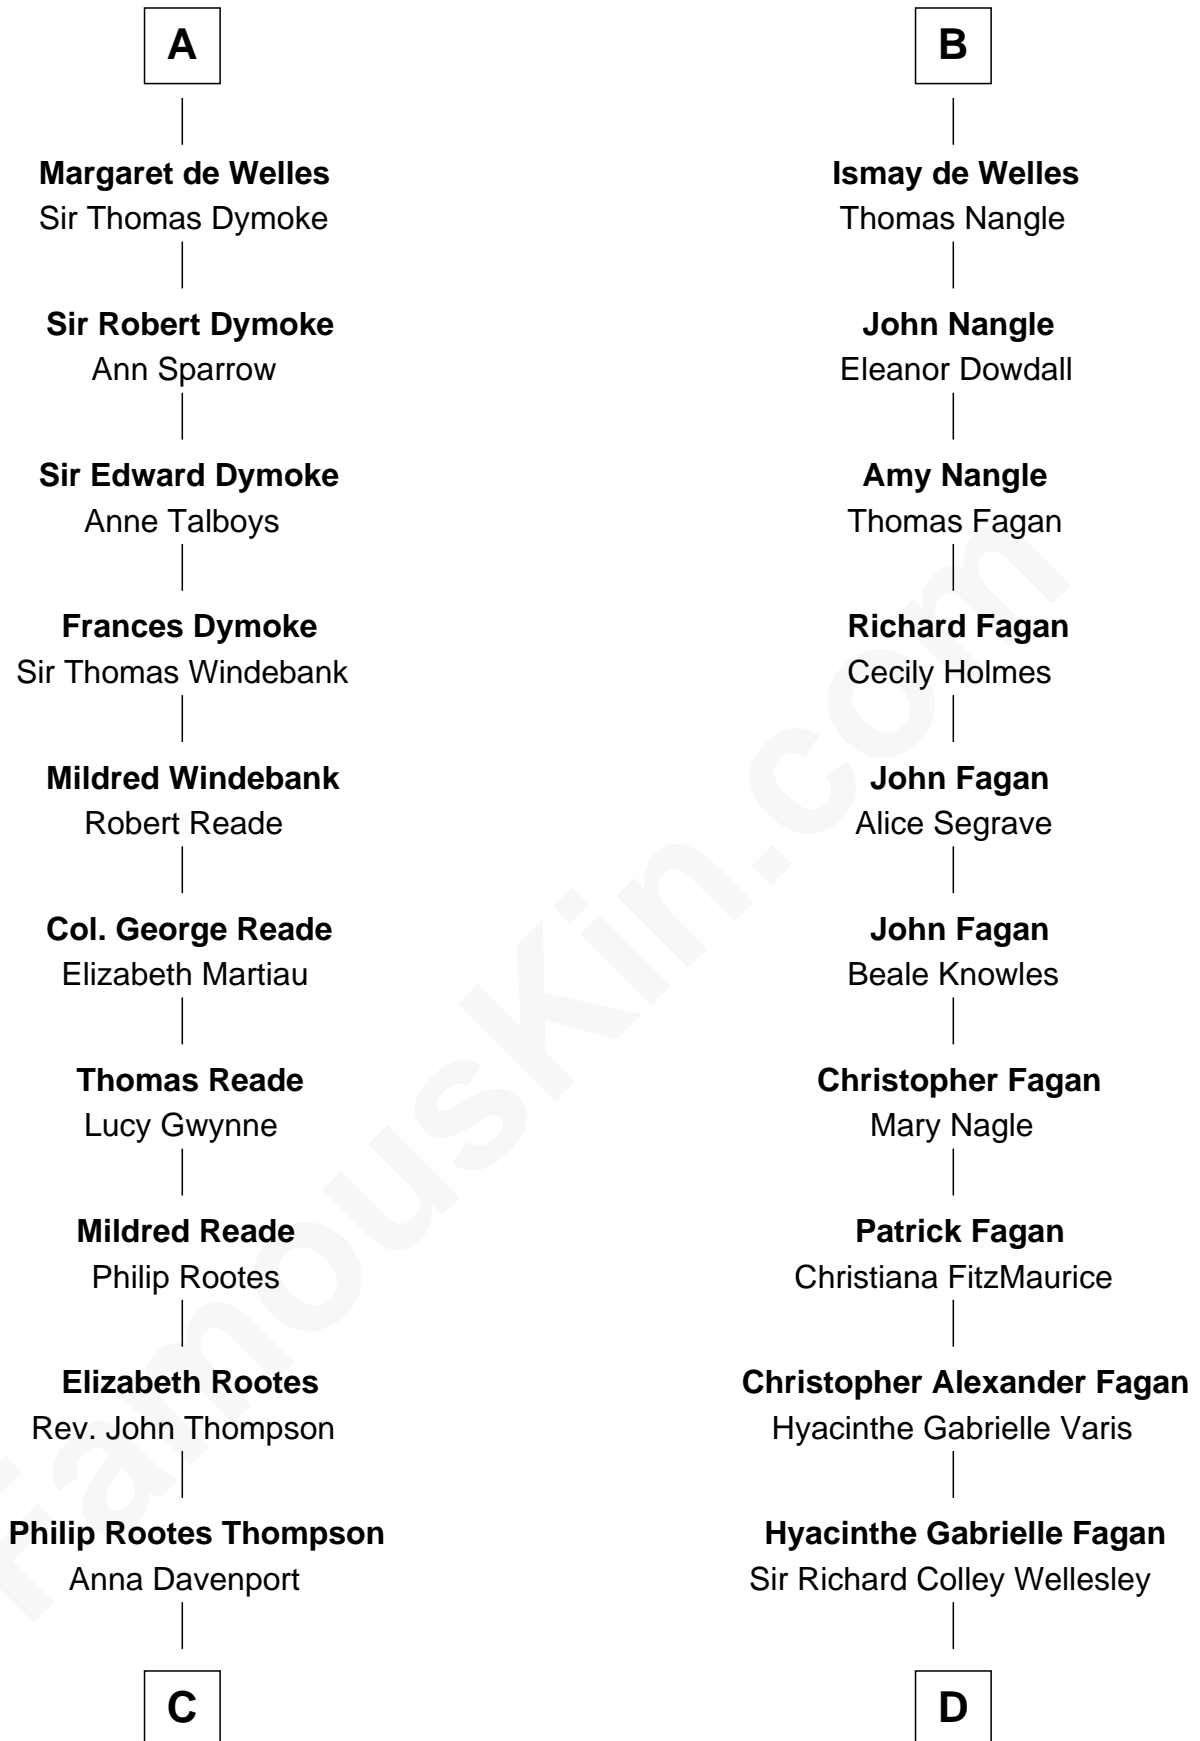 A
Margaret de Welles
Sir Thomas Dymoke
Sir Robert Dymoke
Ann Sparrow
Sir Edward Dymoke
Anne Talboys
Frances Dymoke
Sir Thomas Windebank
Mildred Windebank
Robert Reade
Col. George Reade
Elizabeth Martiau
Thomas Reade
Lucy Gwynne
Mildred Reade
Philip Rootes
Elizabeth Rootes
Rev. John Thompson
Philip Rootes Thompson
Anna Davenport
C
B
Ismay de Welles
Thomas Nangle
John Nangle
Eleanor Dowdall
Amy Nangle
Thomas Fagan
Richard Fagan
Cecily Holmes
John Fagan
Alice Segrave
John Fagan
Beale Knowles
Christopher Fagan
Mary Nagle
Patrick Fagan
Christiana FitzMaurice
Christopher Alexander Fagan
Hyacinthe Gabrielle Varis
Hyacinthe Gabrielle Fagan
Sir Richard Colley Wellesley
D
FamousKin.com